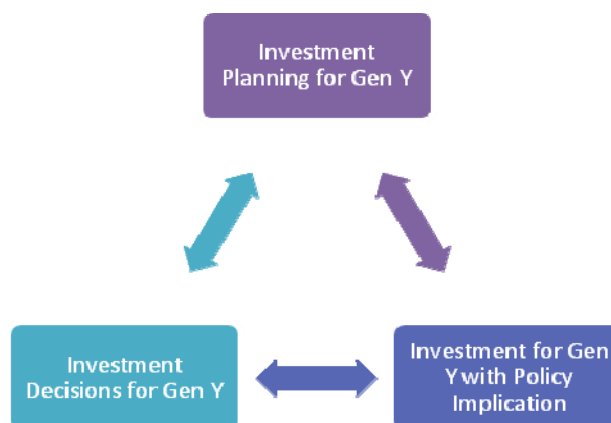 Investment
Planning for Gen Y
Investment
Decisions for Gen Y
Investment for Gen
Y with Policy
Implication